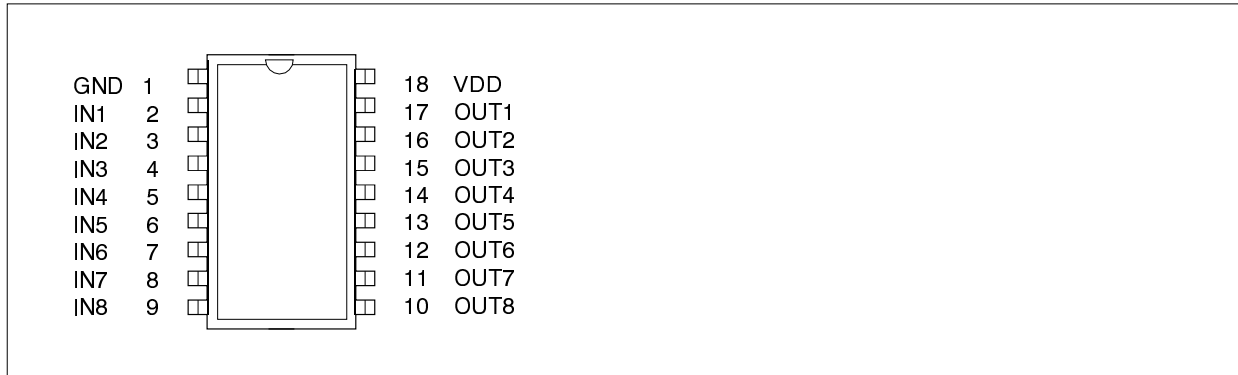 GND 1 18 VDD
IN1 2 17 OUT1
IN2 3 16 OUT2
IN3 4 15 OUT3
IN4 5 14 OUT4
IN5 6 13 OUT5
IN6 7 12 OUT6
IN7 8 11 OUT7
IN8 9 10 OUT8